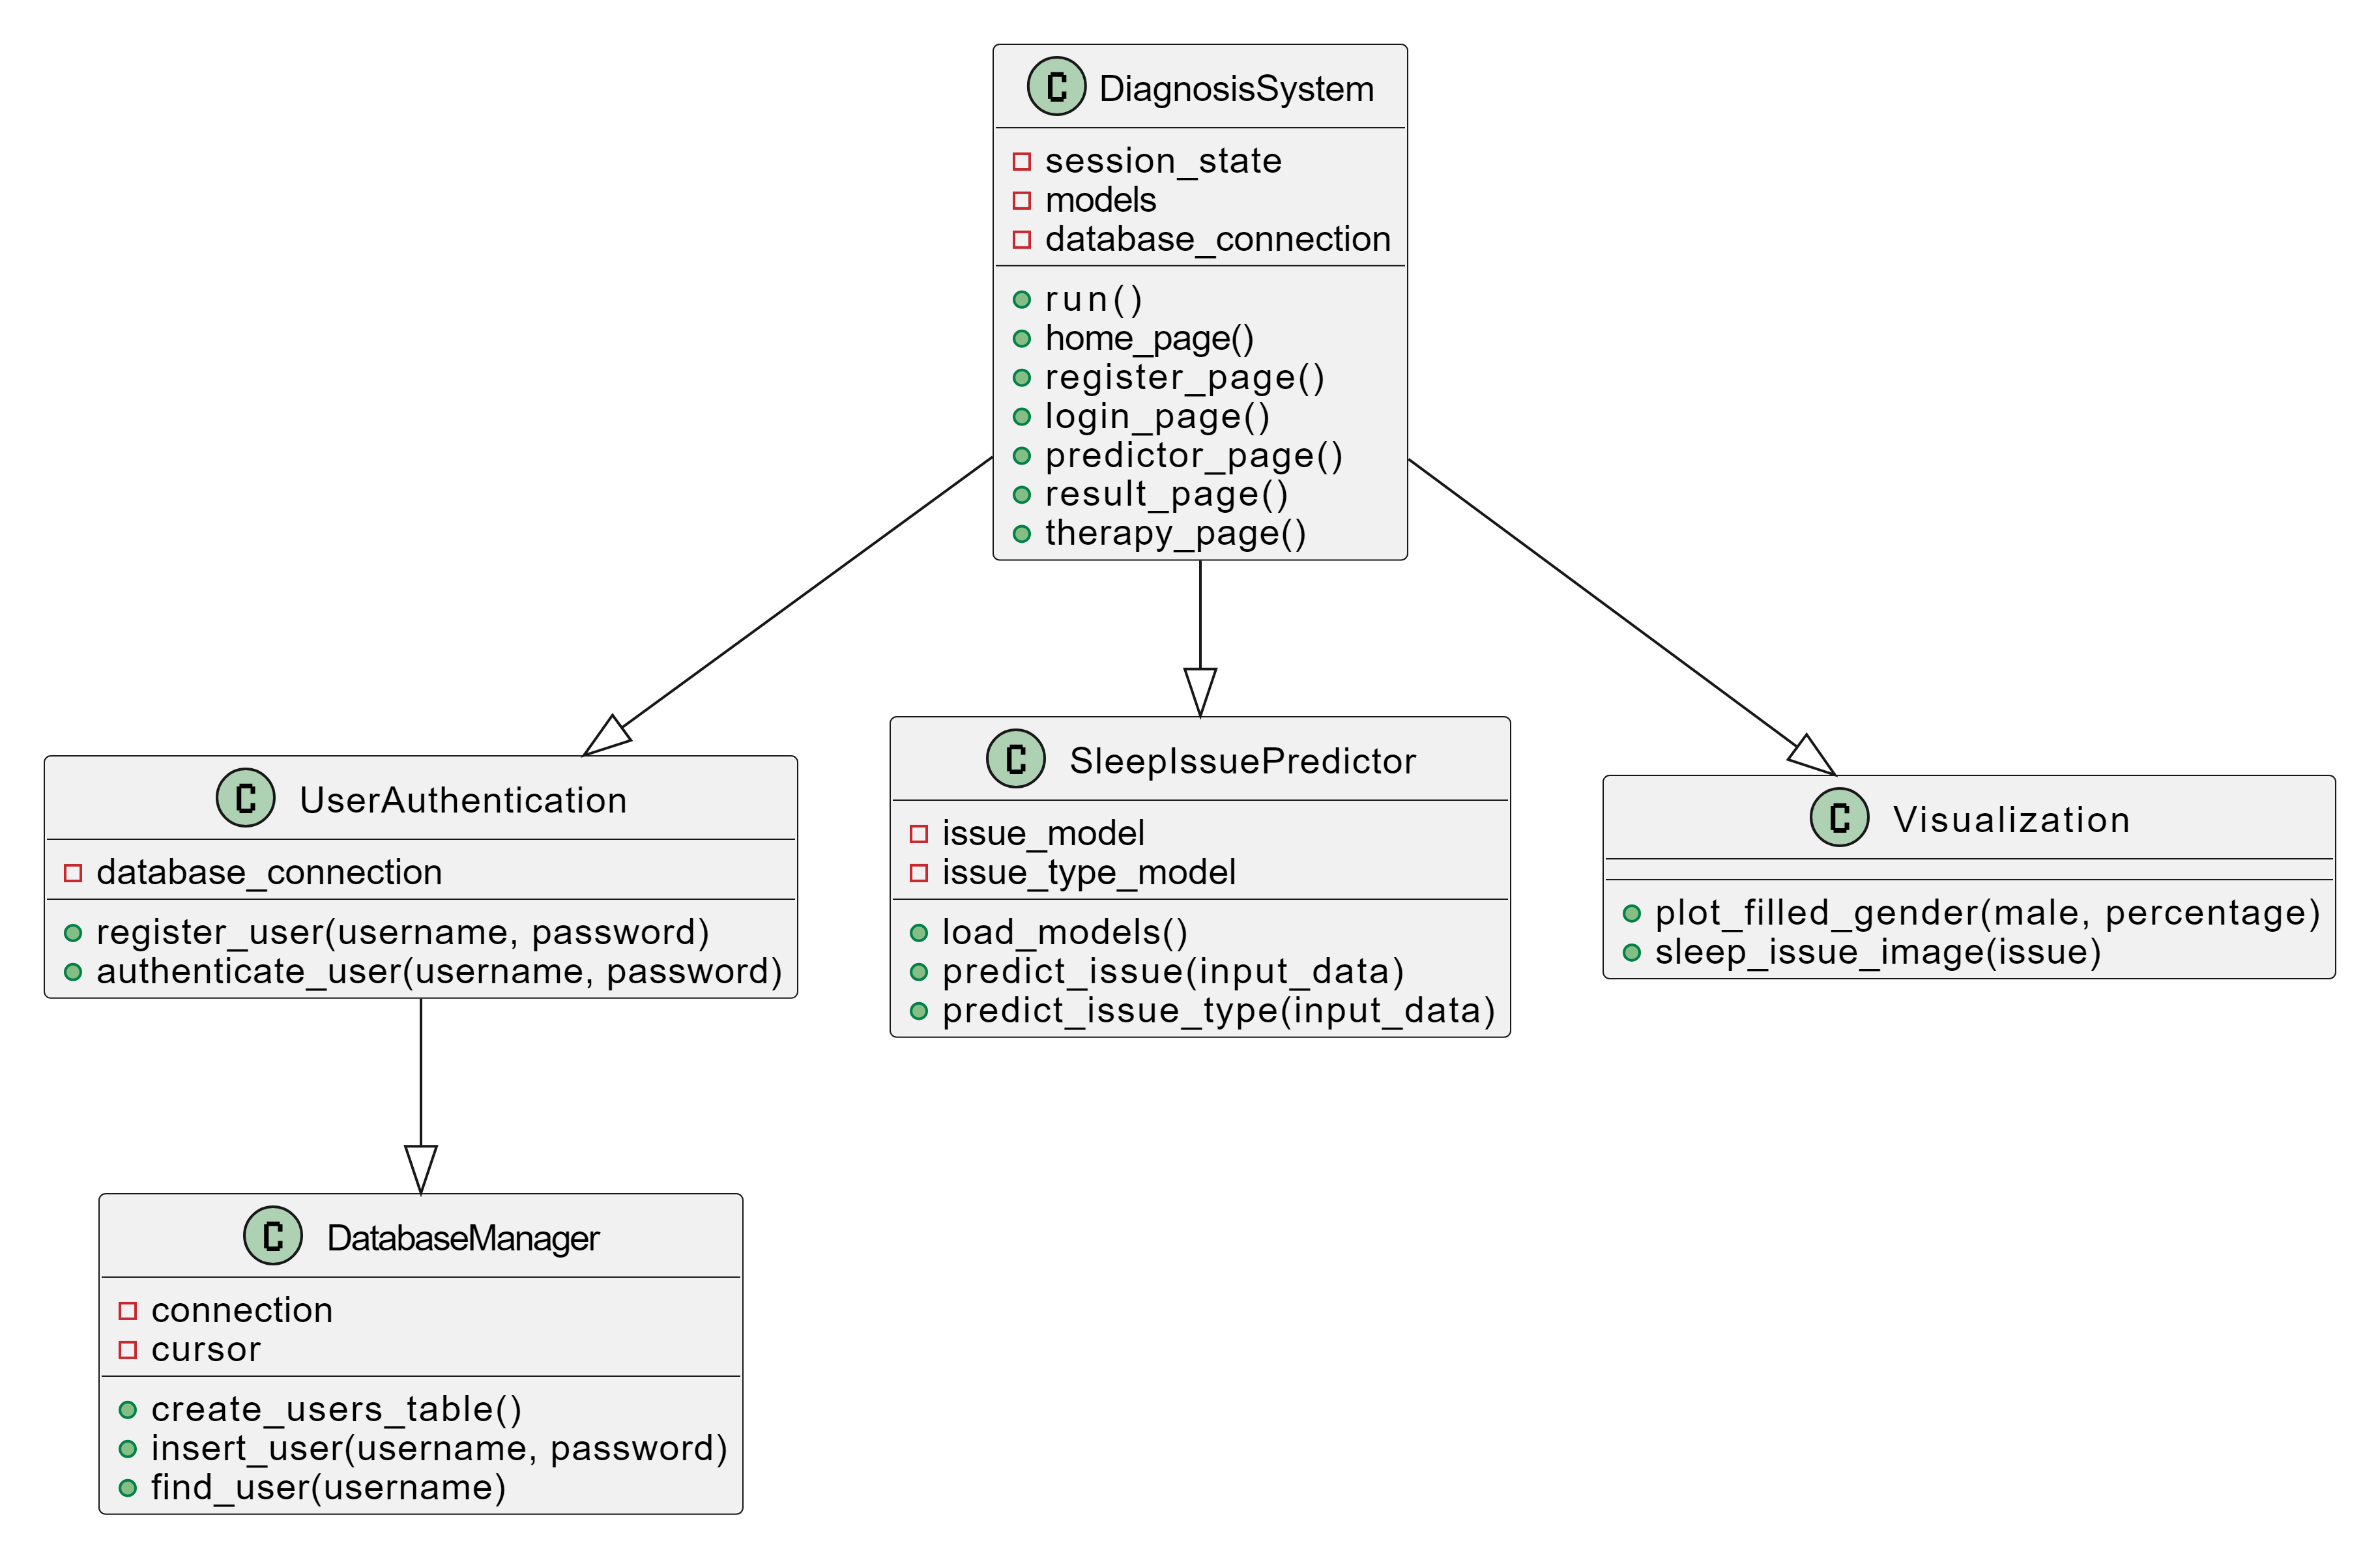 C DiagnosisSystem
session_state
models
database_connection
run()
home_page()
register_page()
login_page()
predictor_page()
result_page()
therapy_page()
C UserAuthentication
database_connection
register_user(username, password)
authenticate_user(username, password)
C SleepIssuePredictor
issue_model
issue_type_model
load_models()
predict_issue(input_data)
predict_issue_type(input_data)
C Visualization
plot_filled_gender(male, percentage)
sleep_issue_image(issue)
C DatabaseManager
connection
cursor
create_users_table()
insert_user(username, password)
find_user(username)